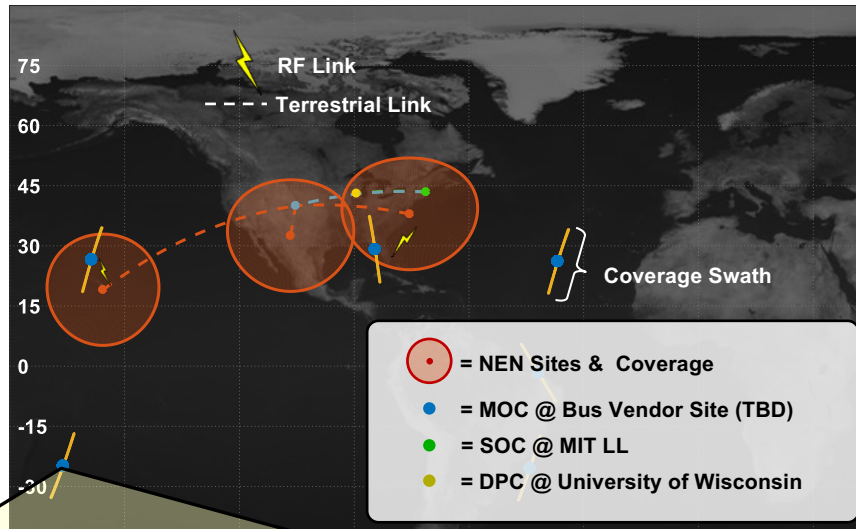 75
RF Link
Terrestrial Link
60
45
30
Coverage Swath
15
0
= NEN Sites & Coverage
= MOC @ Bus Vendor Site (TBD)
-15
= SOC @ MIT LL
= DPC @ University of Wisconsin
-30